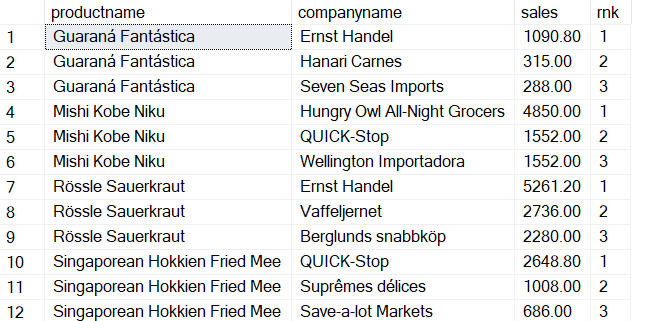 productname companyname sales rnk
1 Guaraná Fantástica Ernst Handel 1090.80 1
2 Guaraná Fantástica Hanari Carnes 315.00 2
3 Guaraná Fantástica Seven Seas Imports 288.00 3
4 Mishi Kobe Niku Hungry Owl All-Night Grocers 4850.00 1
5 Mishi Kobe Niku QUICK-Stop 1552.00 2
6 Mishi Kobe Niku Wellington Importadora 1552.00 3
7 Rössle Sauerkraut Ernst Handel 5261.20 1
8 Rössle Sauerkraut Vaffeljernet 2736.00 2
9 Rössle Sauerkraut Berglunds snabbköp 2280.00 3
10 Singaporean Hokkien Fried Mee QUICK-Stop 2648.80 1
11 Singaporean Hokkien Fried Mee Suprêmes délices 1008.00 2
12 Singaporean Hokkien Fried Mee Save-a-lot Markets 686.00 3